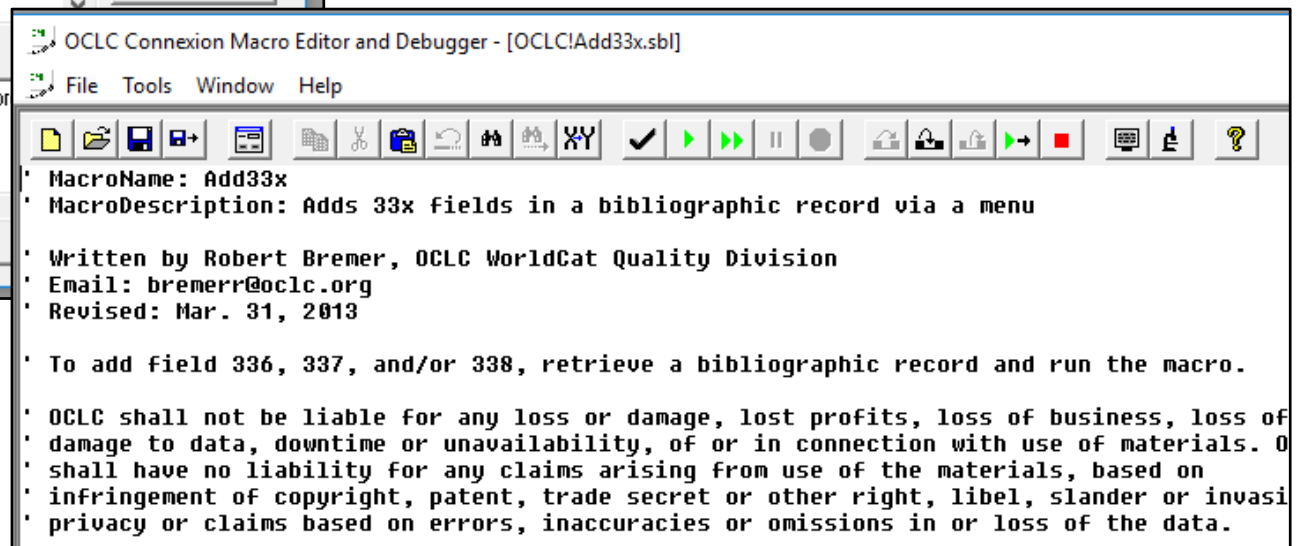 OCLC Connexion Macro Editor and Debugger - [OCLC!Add33x.sbl]
File Tools Window Help
X→Y
' MacroName: Add33x
' MacroDescription: Adds 33x fields in a bibliographic record via a menu
' Written by Robert Bremer, OCLC WorldCat Quality Division
' Email: bremerr@oclc.org
' Revised: Mar. 31, 2013
' To add field 336, 337, and/or 338, retrieve a bibliographic record and run the macro.
' OCLC shall not be liable for any loss or damage, lost profits, loss of business, loss of
' damage to data, downtime or unavailability, of or in connection with use of materials. O
' shall have no liability for any claims arising from use of the materials, based on
' infringement of copyright, patent, trade secret or other right, libel, slander or invasi
' privacy or claims based on errors, inaccuracies or omissions in or loss of the data.